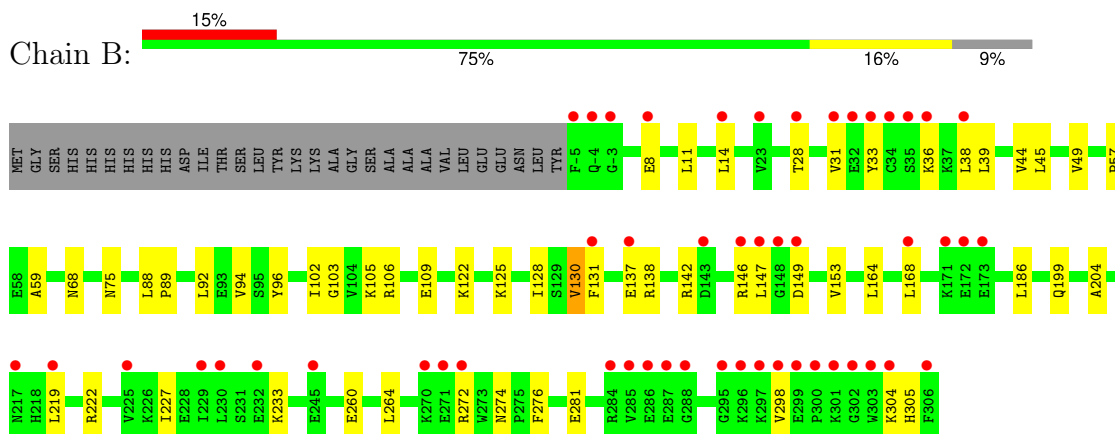 15%
Chain B:
75% 16% 9%
MET GLY SER HIS HIS HIS HIS HIS HIS ASP ILE THR SER LEU TYR LYS LYS ALA GLY SER ALA ALA ALA VAL LEU GLU GLU ASN LEU TYR F-5 Q-4 G-3 E8 L11 L14 V23 T28 V31 E32 Y33 C34 S35 K36 K37 L38 L39 V44 L45 V49 P57
E58 A59 N68 N75 L88 P89 L92 E93 V94 S95 Y96 I102 G103 V104 K105 R106 E109 K122 K125 I128 S129 V130 F131 E137 R138 R142 D143 R146 L147 G148 D149 V153 L164 L168 K171 E172 E173 L186 Q199 A204
N217 H218 L219 R222 V225 K226 I227 E228 I229 L230 S231 E232 K233 E245 E260 L264 K270 E271 R272 W273 N274 P275 F276 E281 R284 V285 E286 E287 G288 G295 K296 K297 V298 E299 P300 K301 G302 W303 K304 H305 F306